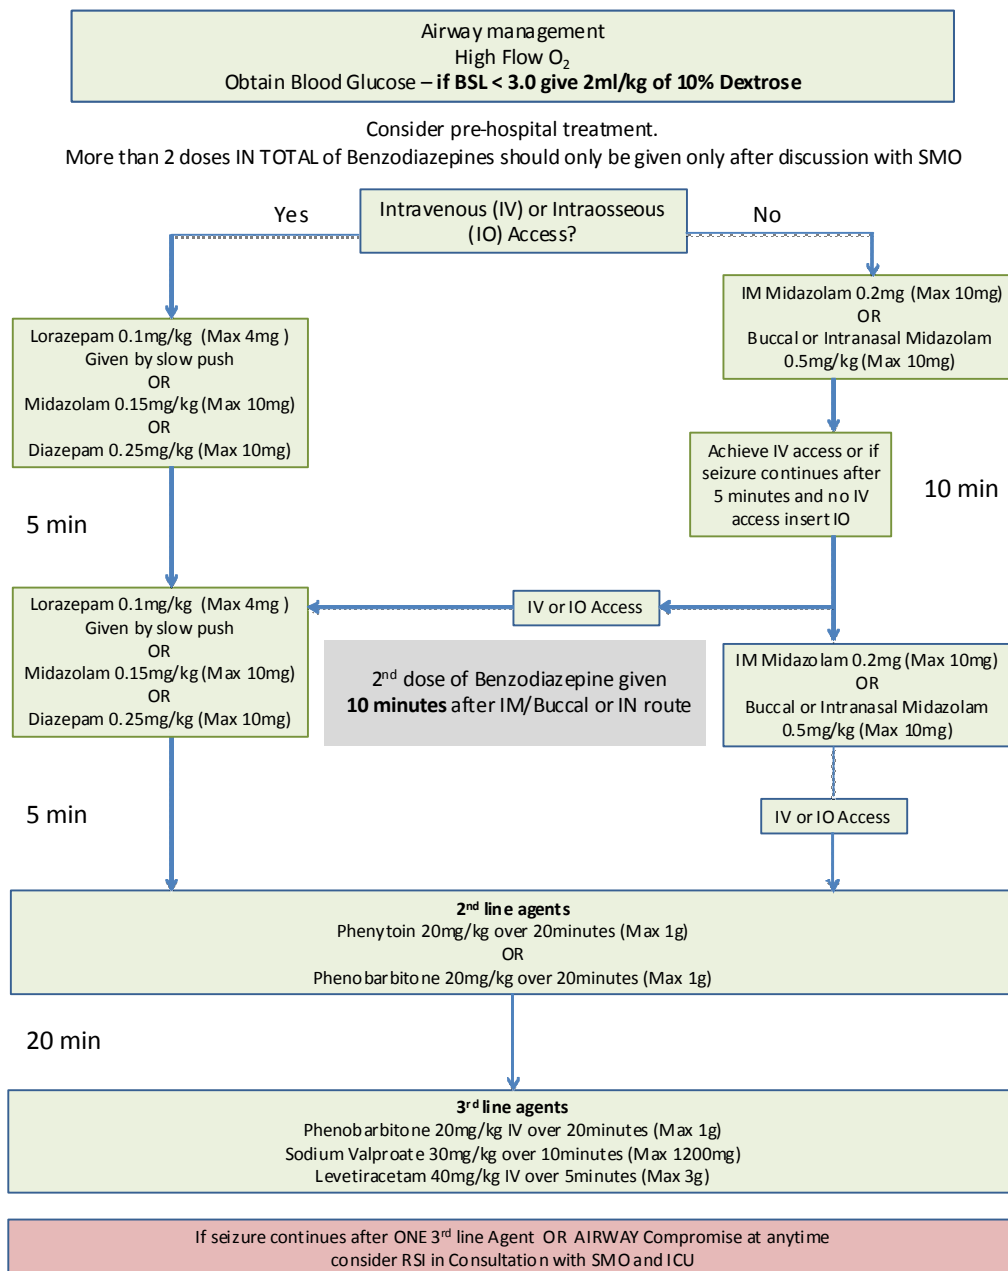 Airway management
High Flow O2
Obtain Blood Glucose – if BSL < 3.0 give 2ml/kg of 10% Dextrose
Consider pre-hospital treatment.
More than 2 doses IN TOTAL of Benzodiazepines should only be given only after discussion with SMO
Intravenous (IV) or Intraosseous
(IO) Access?
Yes
No
Lorazepam 0.1mg/kg (Max 4mg )
Given by slow push
OR
Midazolam 0.15mg/kg (Max 10mg)
OR
Diazepam 0.25mg/kg (Max 10mg)
IM Midazolam 0.2mg (Max 10mg)
OR
Buccal or Intranasal Midazolam
0.5mg/kg (Max 10mg)
Achieve IV access or if
seizure continues after
5 minutes and no IV
access insert IO
10 min
5 min
Lorazepam 0.1mg/kg (Max 4mg )
Given by slow push
OR
Midazolam 0.15mg/kg (Max 10mg)
OR
Diazepam 0.25mg/kg (Max 10mg)
IV or IO Access
2nd dose of Benzodiazepine given
10 minutes after IM/Buccal or IN route
IM Midazolam 0.2mg (Max 10mg)
OR
Buccal or Intranasal Midazolam
0.5mg/kg (Max 10mg)
5 min
IV or IO Access
2nd line agents
Phenytoin 20mg/kg over 20minutes (Max 1g)
OR
Phenobarbitone 20mg/kg over 20minutes (Max 1g)
20 min
3rd line agents
Phenobarbitone 20mg/kg IV over 20minutes (Max 1g)
Sodium Valproate 30mg/kg over 10minutes (Max 1200mg)
Levetiracetam 40mg/kg IV over 5minutes (Max 3g)
If seizure continues after ONE 3rd line Agent OR AIRWAY Compromise at anytime
consider RSI in Consultation with SMO and ICU